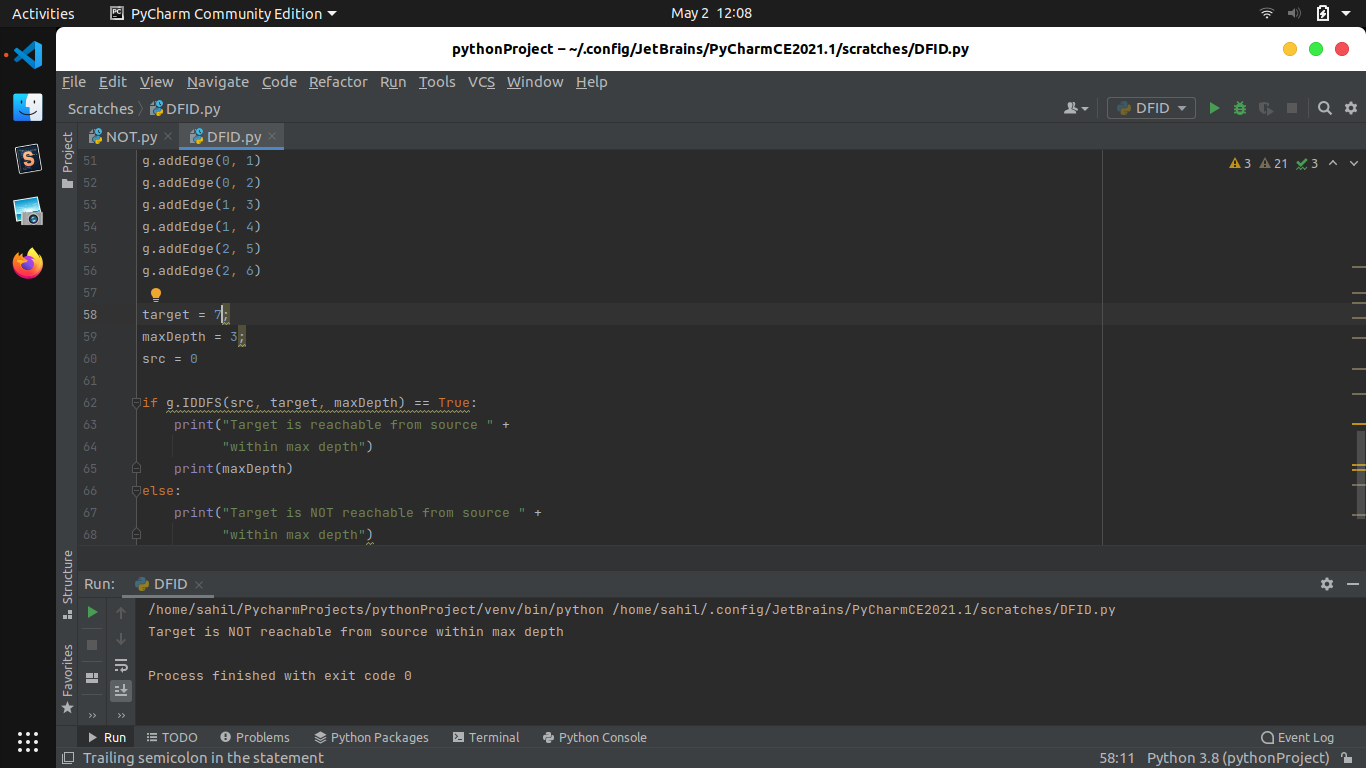 Activities PyCharm Community Edition May 2 12:08
pythonProject – ~/.config/JetBrains/PyCharmCE2021.1/scratches/DFID.py
File Edit View Navigate Code Refactor Run Tools VCS Window Help
Scratches DFID.py DFID
NOT.py DFID.py
Project
51 g.addEdge(0, 1)
3 21 3
52 g.addEdge(0, 2)
53 g.addEdge(1, 3)
54 g.addEdge(1, 4)
55 g.addEdge(2, 5)
56 g.addEdge(2, 6)
57
58 target = 7;
59 maxDepth = 3;
60 src = 0
61
62 if g.IDDFS(src, target, maxDepth) == True:
63 print("Target is reachable from source " +
64 "within max depth")
65 print(maxDepth)
66 else:
67 print("Target is NOT reachable from source " +
68 "within max depth")
Structure
Favorites
Run: DFID
/home/sahil/PycharmProjects/pythonProject/venv/bin/python /home/sahil/.config/JetBrains/PyCharmCE2021.1/scratches/DFID.py
Target is NOT reachable from source within max depth
Process finished with exit code 0
Run TODO Problems Python Packages Terminal Python Console Event Log
Trailing semicolon in the statement 58:11 Python 3.8 (pythonProject)